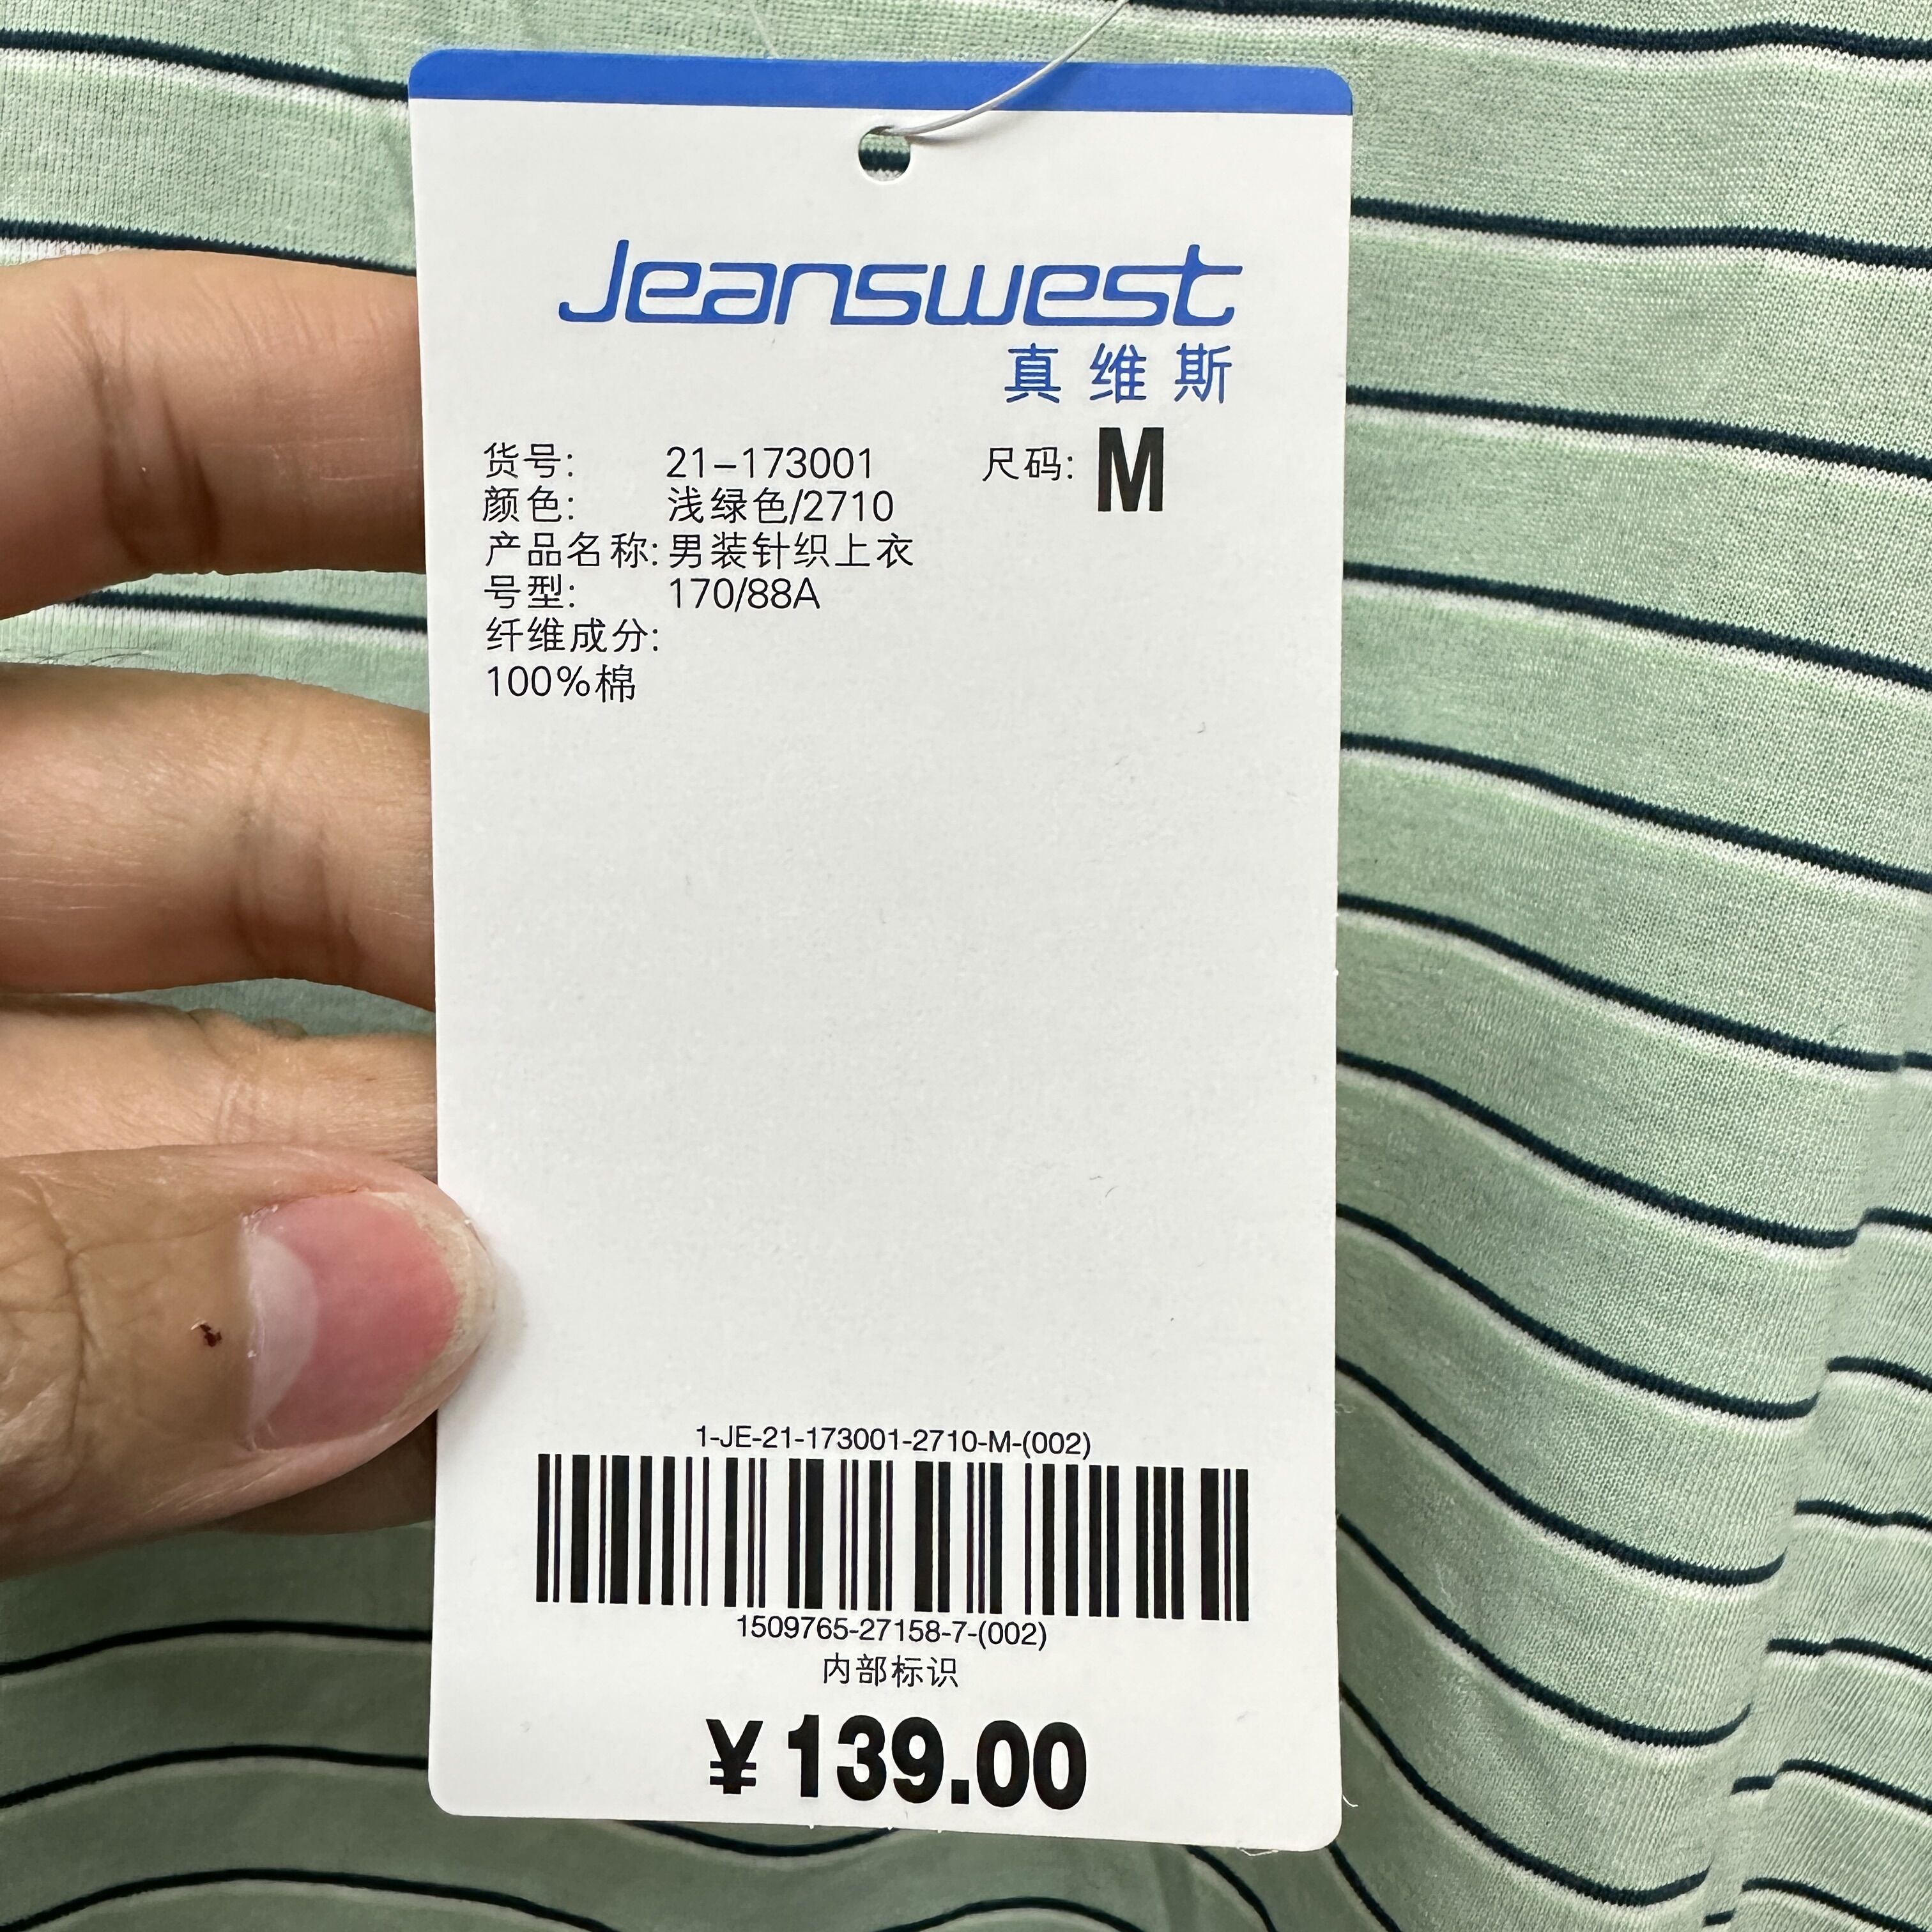 Jeanswest
真维斯
货号: 21-173001 尺码: M
颜色: 浅绿色/2710
产品名称: 男装针织上衣
号型: 170/88A
纤维成分:
100%棉
1-JE-21-173001-2710-M-(002)
1509765-27158-7-(002)
内部标识
¥139.00